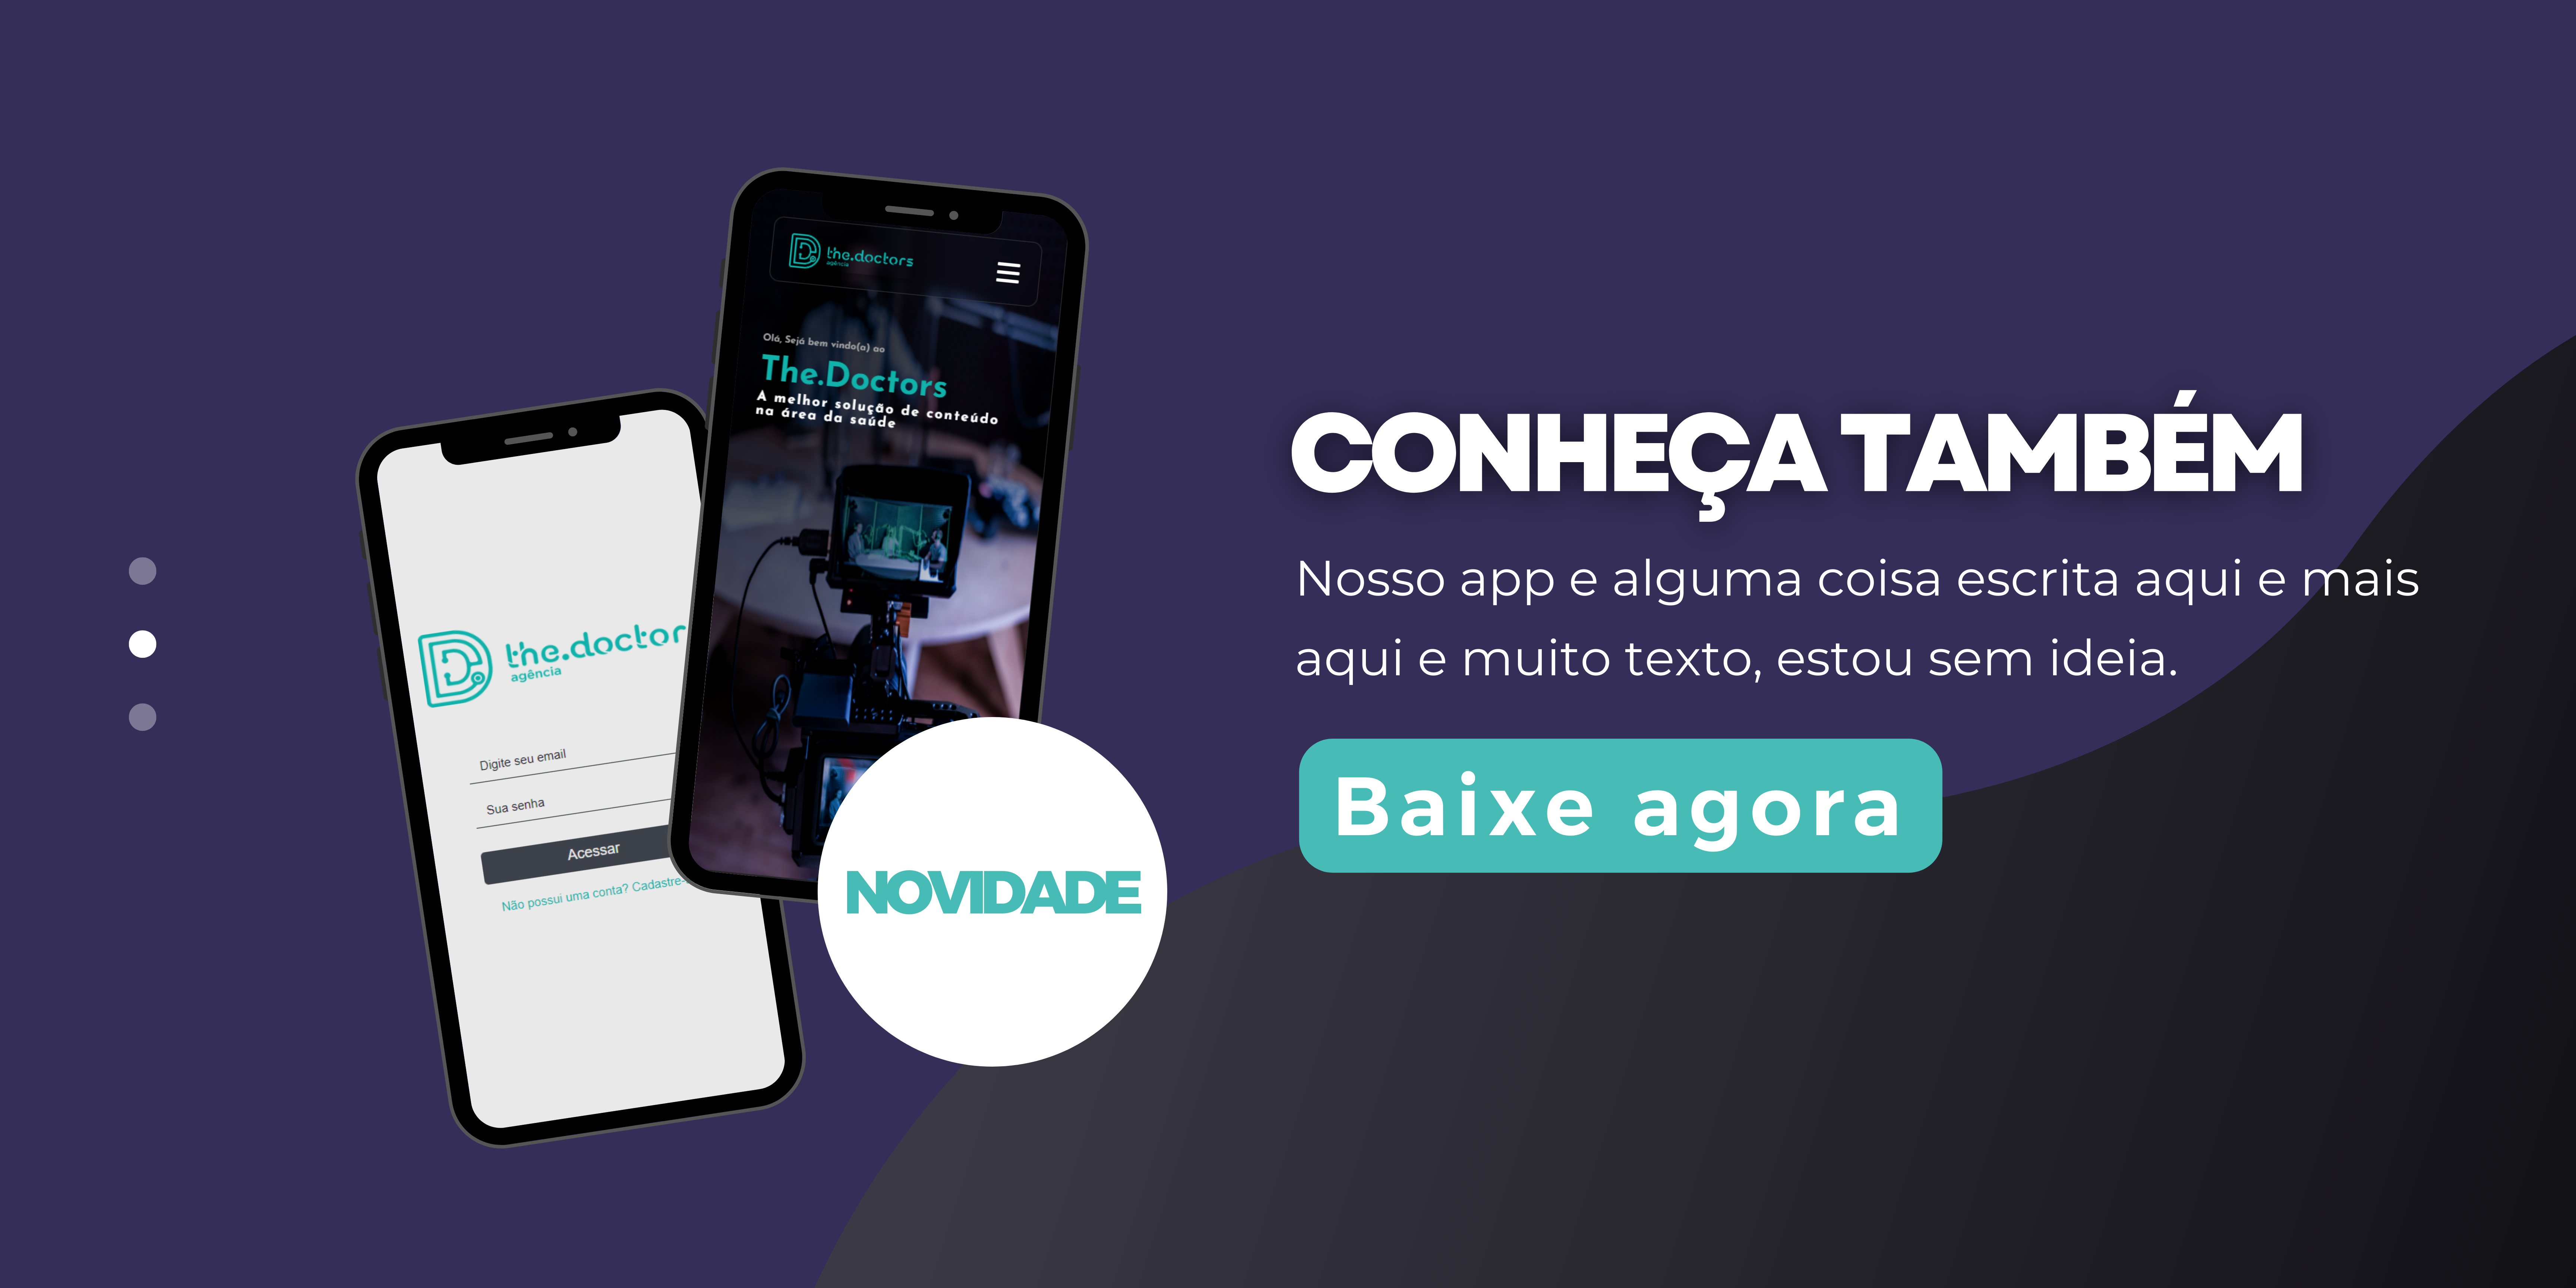 the.doctors
agência
Olá, Sejá bem vindo(a) ao
The.Doctors
A melhor solução de conteúdo
na área da saúde
the.doctor
agência
Digite seu email
Sua senha
Acessar
Não possui uma conta? Cadastre-
NOVIDADE
CONHEÇA TAMBÉM
Nosso app e alguma coisa escrita aqui e mais
aqui e muito texto, estou sem ideia.
Baixe agora